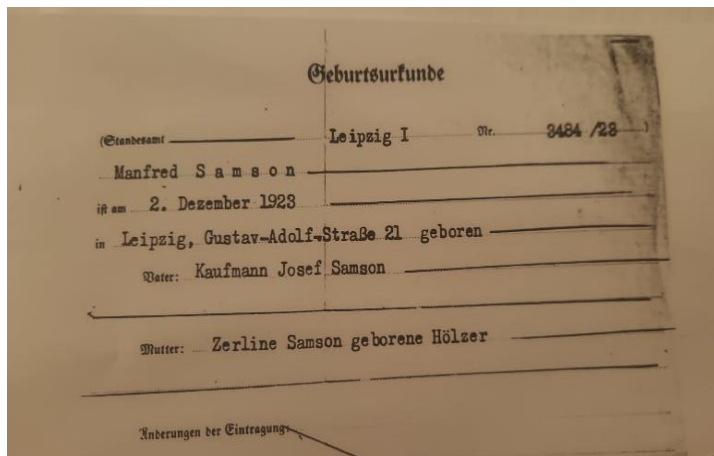 Geburtsurkunde
(Standesamt Leipzig I Nr. 3484 /23 )
Manfred Samson
ist am 2. Dezember 1923
in Leipzig, Gustav-Adolf-Straße 21 geboren
Vater: Kaufmann Josef Samson
Mutter: Zerline Samson geborene Hölzer
Änderungen der Eintragung: